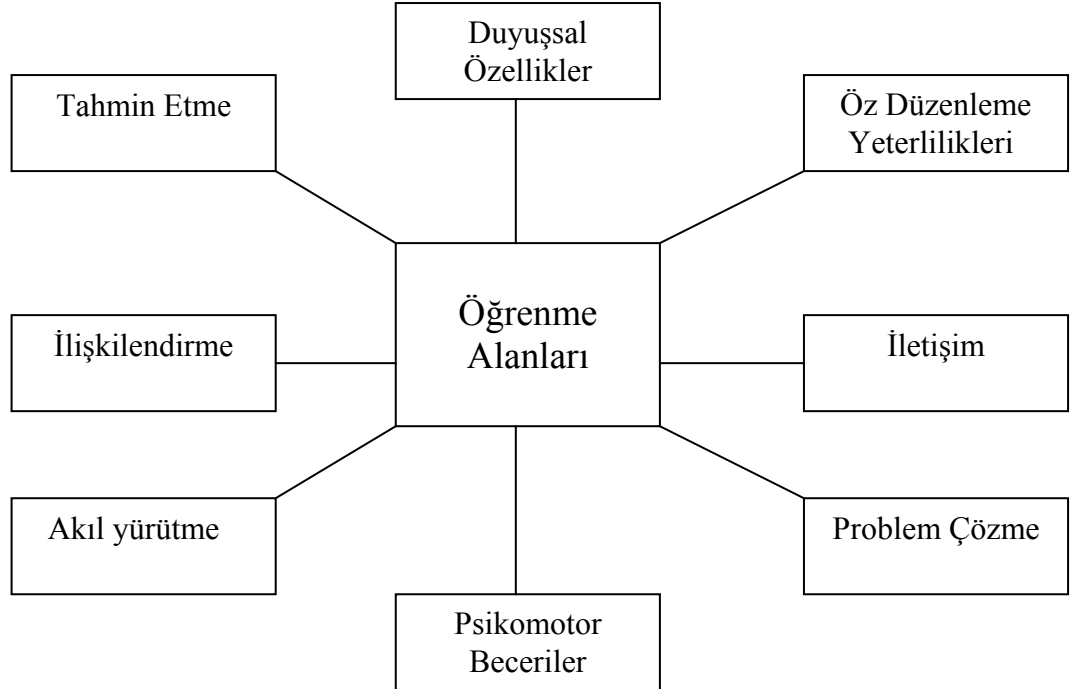 Duyuşsal
Özellikler
Tahmin Etme
Öz Düzenleme
Yeterlilikleri
Öğrenme
Alanları
İlişkilendirme
İletişim
Akıl yürütme
Problem Çözme
Psikomotor
Beceriler